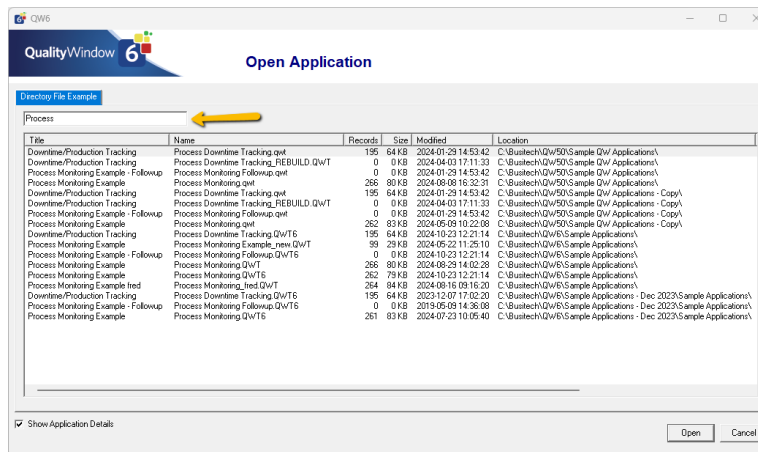 QW6
QualityWindow 6
Open Application
Directory File Example
Process
Title Name Records Size Modified Location
Downtime/Production Tracking Process Downtime Tracking.qwt 195 64 KB 2024-01-29 14:53:42 C:\Busitech\QW50\Sample QW Applications\
Downtime/Production Tracking Process Downtime Tracking_REBUILD.QWT 0 0 KB 2024-04-03 17:11:33 C:\Busitech\QW50\Sample QW Applications\
Process Monitoring Example - Followup Process Monitoring Followup.qwt 0 0 KB 2024-01-29 14:53:42 C:\Busitech\QW50\Sample QW Applications\
Process Monitoring Example Process Monitoring.qwt 266 80 KB 2024-08-08 16:32:31 C:\Busitech\QW50\Sample QW Applications\
Downtime/Production Tracking Process Downtime Tracking.qwt 195 64 KB 2024-01-29 14:53:42 C:\Busitech\QW50\Sample QW Applications - Copy\
Downtime/Production Tracking Process Downtime Tracking_REBUILD.QWT 0 0 KB 2024-04-03 17:11:33 C:\Busitech\QW50\Sample QW Applications - Copy\
Process Monitoring Example - Followup Process Monitoring Followup.qwt 0 0 KB 2024-01-29 14:53:42 C:\Busitech\QW50\Sample QW Applications - Copy\
Process Monitoring Example Process Monitoring.qwt 262 83 KB 2024-05-09 10:22:08 C:\Busitech\QW50\Sample QW Applications - Copy\
Downtime/Production Tracking Process Downtime Tracking.QWT6 195 64 KB 2024-10-23 12:21:14 C:\Busitech\QW6\Sample Applications\
Process Monitoring Example Process Monitoring Example_new.QWT 99 29 KB 2024-05-22 11:25:10 C:\Busitech\QW6\Sample Applications\
Process Monitoring Example - Followup Process Monitoring Followup.QWT6 0 0 KB 2024-10-23 12:21:14 C:\Busitech\QW6\Sample Applications\
Process Monitoring Example Process Monitoring.QWT 266 80 KB 2024-08-29 14:02:28 C:\Busitech\QW6\Sample Applications\
Process Monitoring Example Process Monitoring.QWT6 262 79 KB 2024-10-23 12:21:14 C:\Busitech\QW6\Sample Applications\
Process Monitoring Example fred Process Monitoring_fred.QWT 264 84 KB 2024-08-16 09:16:20 C:\Busitech\QW6\Sample Applications\
Downtime/Production Tracking Process Downtime Tracking.QWT6 195 64 KB 2023-12-07 17:02:20 C:\Busitech\QW6\Sample Applications - Dec 2023\Sample Applications\
Process Monitoring Example - Followup Process Monitoring Followup.QWT6 0 0 KB 2019-05-09 14:36:08 C:\Busitech\QW6\Sample Applications - Dec 2023\Sample Applications\
Process Monitoring Example Process Monitoring.QWT6 261 83 KB 2024-07-23 10:05:40 C:\Busitech\QW6\Sample Applications - Dec 2023\Sample Applications\
Show Application Details
Open Cancel